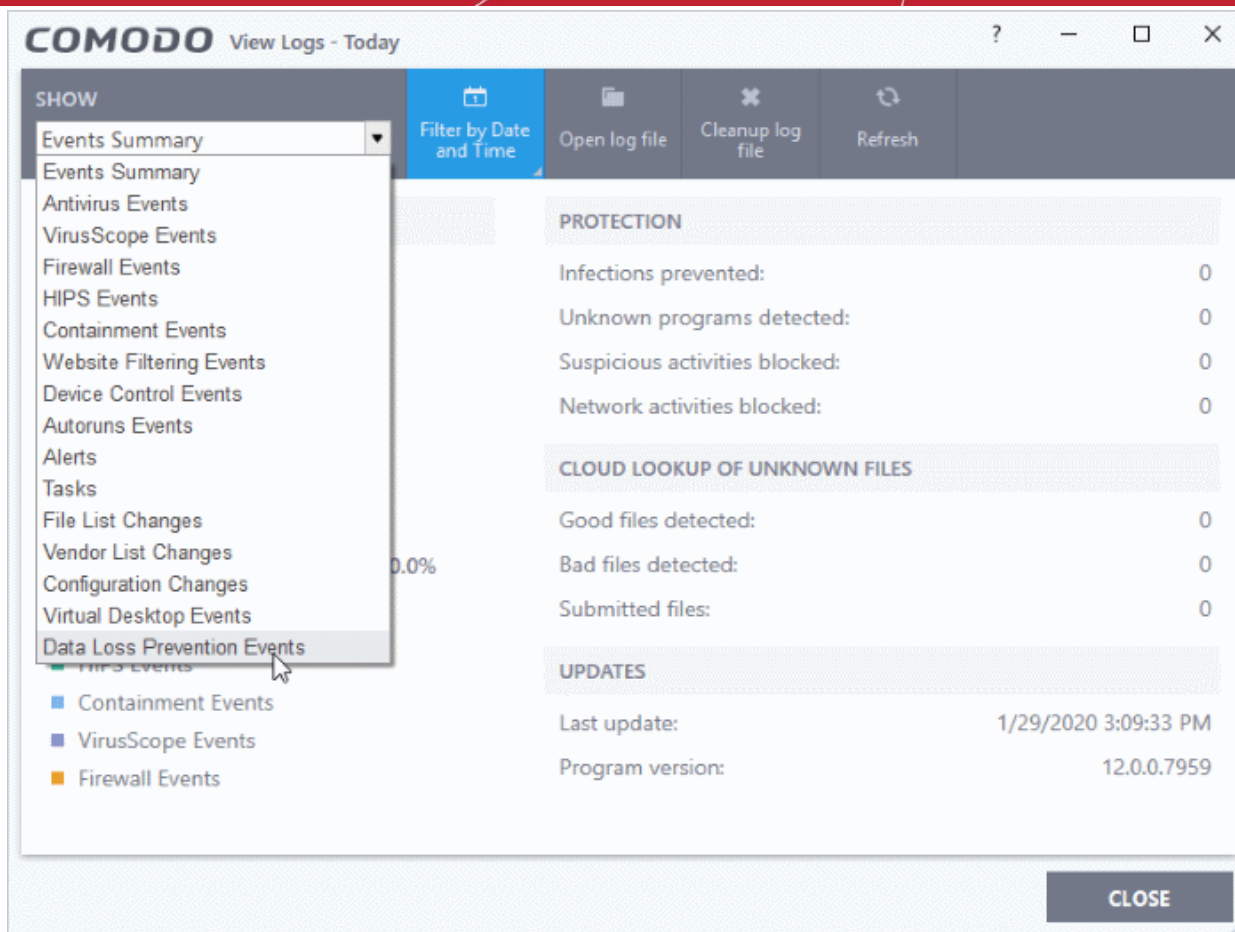 COMODO View Logs - Today
?
SHOW
Events Summary
Filter by Date
and Time
Open log file
Cleanup log
file
Refresh
Events Summary
Antivirus Events
VirusScope Events
Firewall Events
HIPS Events
Containment Events
Website Filtering Events
Device Control Events
Autoruns Events
Alerts
Tasks
File List Changes
Vendor List Changes
Configuration Changes
Virtual Desktop Events
Data Loss Prevention Events
0.0%
HIPS Events
Containment Events
VirusScope Events
Firewall Events
PROTECTION
Infections prevented: 0
Unknown programs detected: 0
Suspicious activities blocked: 0
Network activities blocked: 0
CLOUD LOOKUP OF UNKNOWN FILES
Good files detected: 0
Bad files detected: 0
Submitted files: 0
UPDATES
Last update: 1/29/2020 3:09:33 PM
Program version: 12.0.0.7959
CLOSE